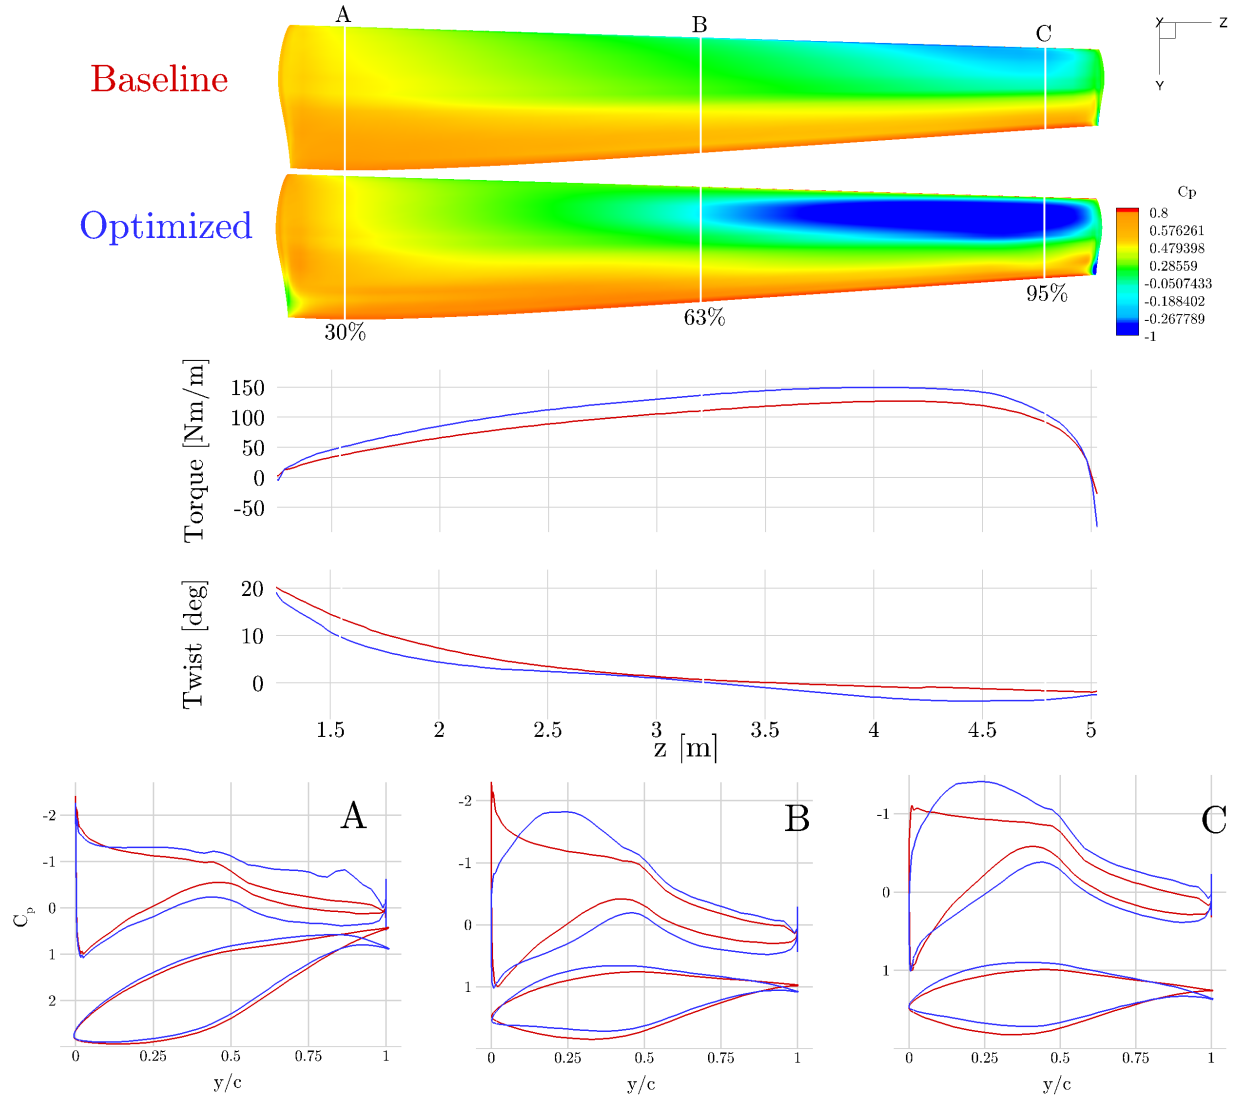 A
B
C
Y
Z
Y
Baseline
Optimized
Cp
0.8
0.576261
0.479398
0.28559
-0.0507433
-0.188402
-0.267789
-1
30%
63%
95%
Torque [Nm/m]
150
100
50
0
-50
Twist [deg]
20
10
0
1.5
2
2.5
3
3.5
4
4.5
5
z [m]
A
-2
-1
0
1
2
Cp
0
0.25
0.5
0.75
1
y/c
B
-2
-1
0
1
0
0.25
0.5
0.75
1
y/c
C
-1
0
1
0
0.25
0.5
0.75
1
y/c